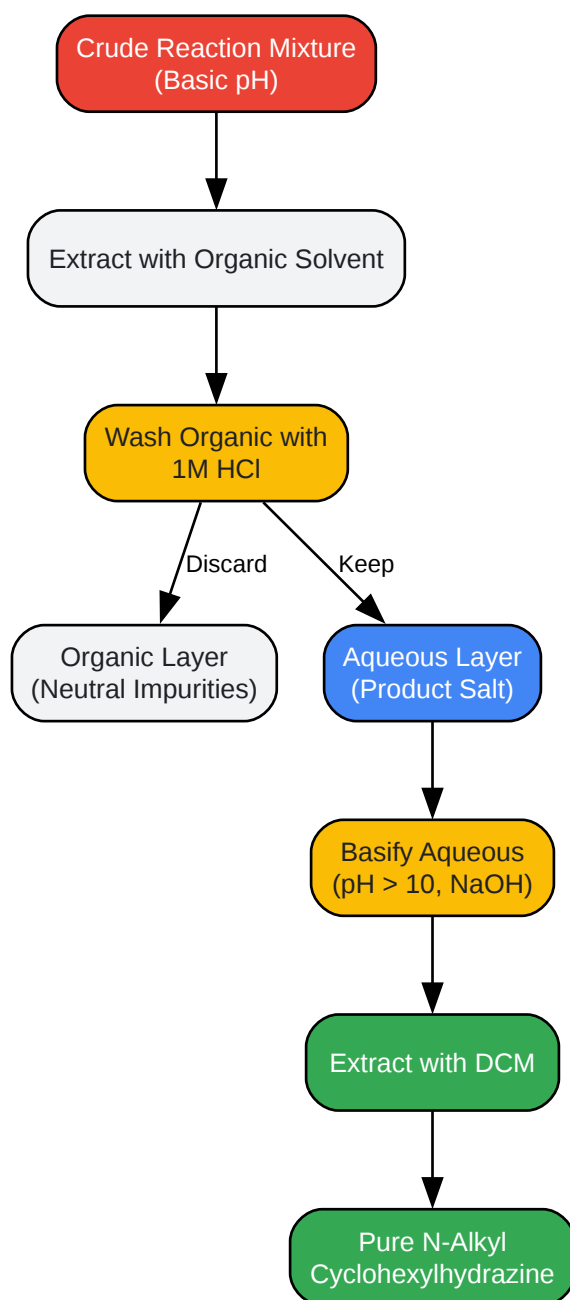 Crude Reaction Mixture
(Basic pH)
Extract with Organic Solvent
Wash Organic with
1M HCl
Discard
Keep
Organic Layer
(Neutral Impurities)
Aqueous Layer
(Product Salt)
Basify Aqueous
(pH > 10, NaOH)
Extract with DCM
Pure N-Alkyl
Cyclohexylhydrazine